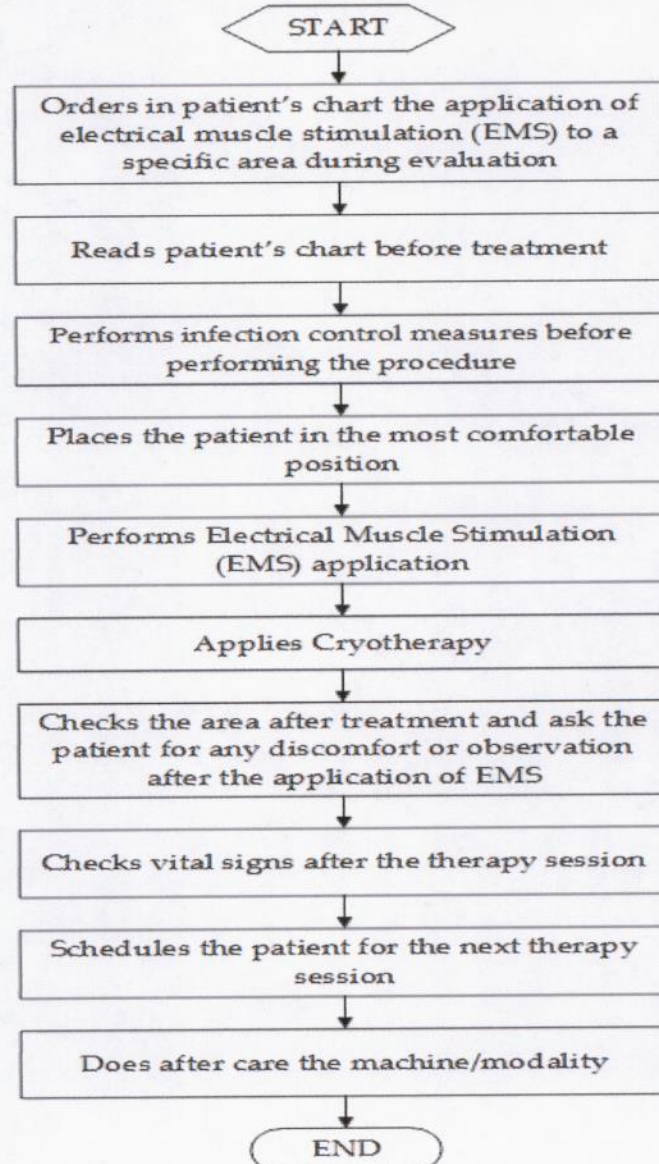 START
Orders in patient's chart the application of
electrical muscle stimulation (EMS) to a
specific area during evaluation
Reads patient's chart before treatment
Performs infection control measures before
performing the procedure
Places the patient in the most comfortable
position
Performs Electrical Muscle Stimulation
(EMS) application
Applies Cryotherapy
Checks the area after treatment and ask the
patient for any discomfort or observation
after the application of EMS
Checks vital signs after the therapy session
Schedules the patient for the next therapy
session
Does after care the machine/modality
END